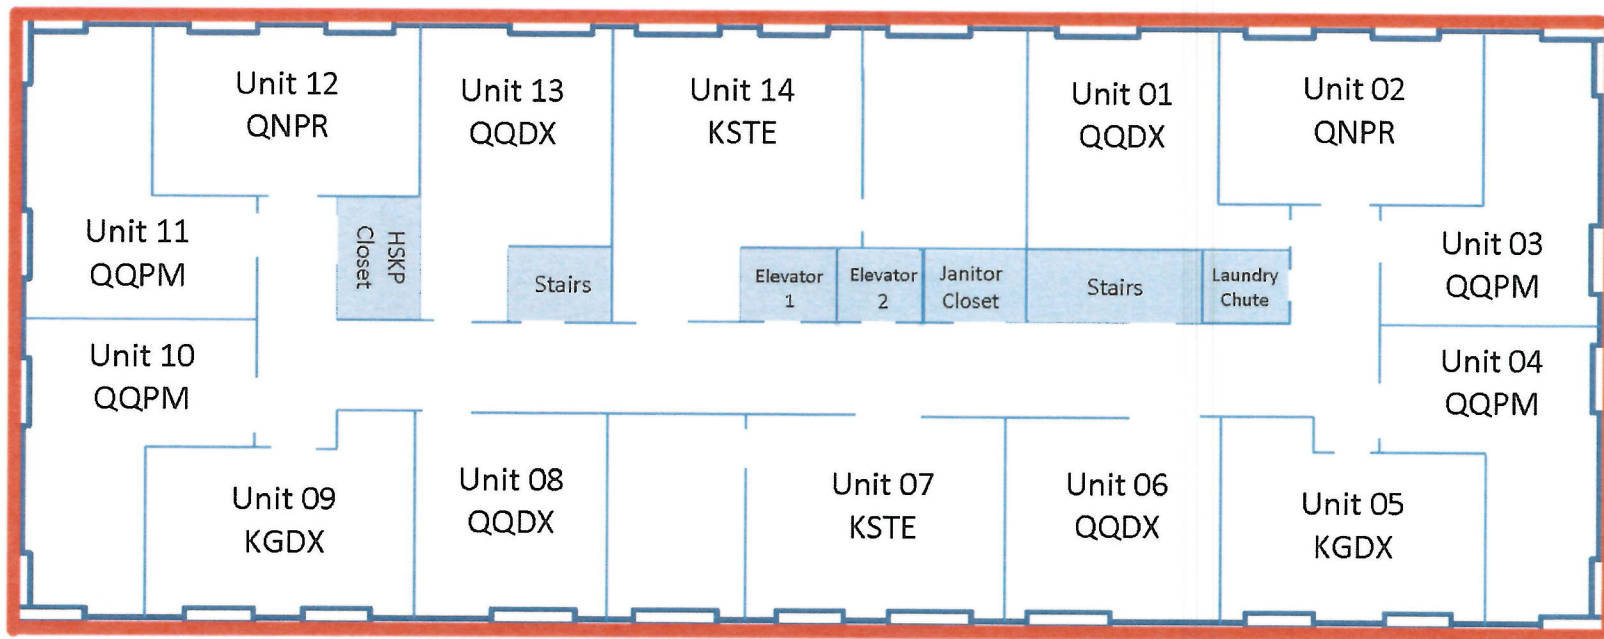 Unit 12
QNPR
Unit 13
QQDX
Unit 14
KSTE
Unit 01
QQDX
Unit 02
QNPR
Unit 11
QQPM
HSKP
Closet
Stairs
Elevator
1
Elevator
2
Janitor
Closet
Stairs
Laundry
Chute
Unit 03
QQPM
Unit 10
QQPM
Unit 04
QQPM
Unit 09
KGDX
Unit 08
QQDX
Unit 07
KSTE
Unit 06
QQDX
Unit 05
KGDX